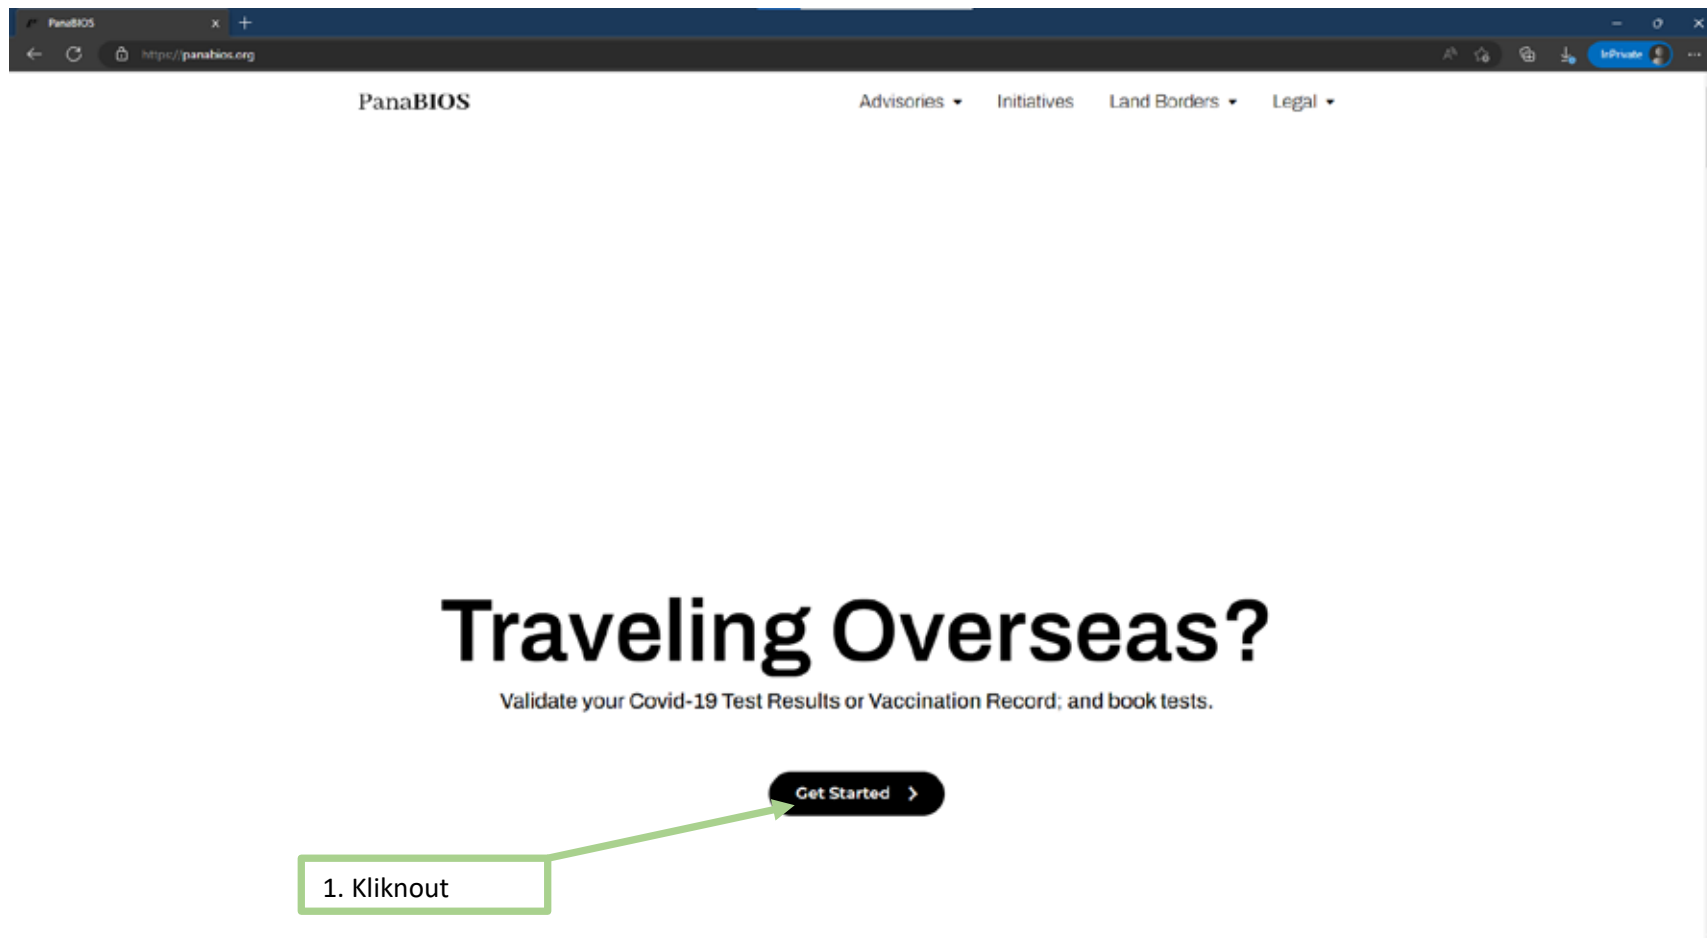 PanaBIOS
https://panabios.org
InPrivate
PanaBIOS
Advisories
Initiatives
Land Borders
Legal
Traveling Overseas?
Validate your Covid-19 Test Results or Vaccination Record; and book tests.
Get Started
1. Kliknout